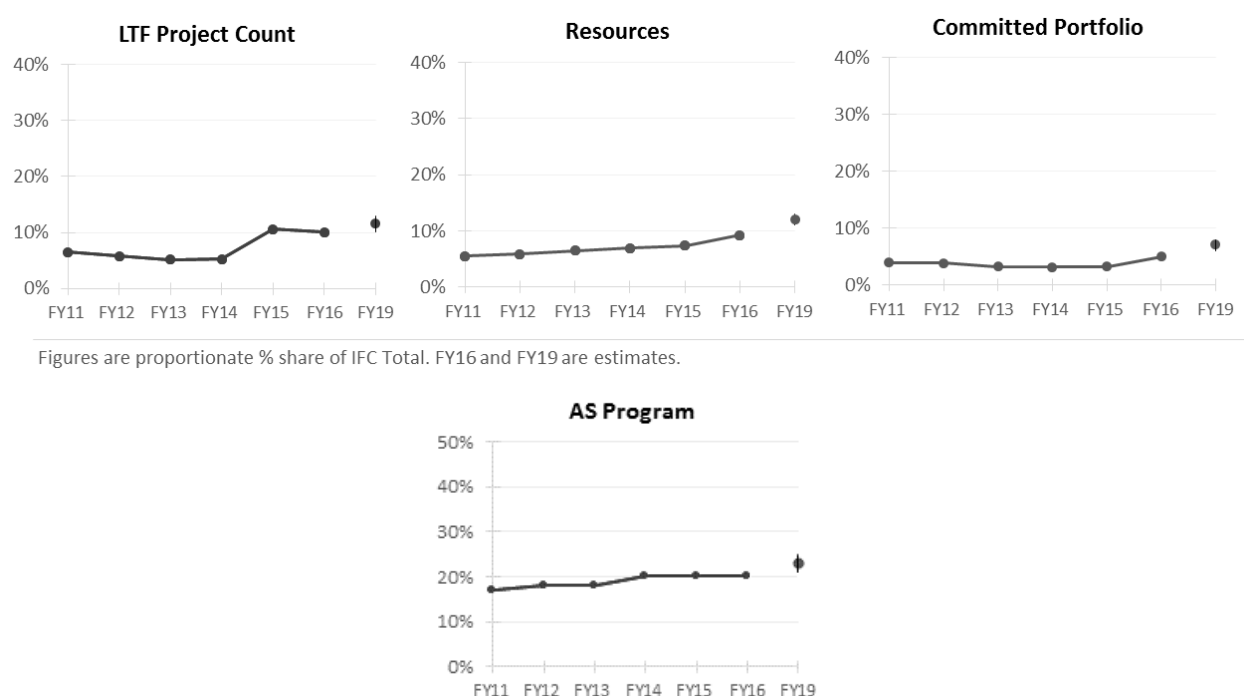 LTF Project Count
40%
30%
20%
10%
0%
FY11 FY12 FY13 FY14 FY15 FY16 FY19
Resources
40%
30%
20%
10%
0%
FY11 FY12 FY13 FY14 FY15 FY16 FY19
Committed Portfolio
40%
30%
20%
10%
0%
FY11 FY12 FY13 FY14 FY15 FY16 FY19
Figures are proportionate % share of IFC Total. FY16 and FY19 are estimates.
AS Program
50%
40%
30%
20%
10%
0%
FY11 FY12 FY13 FY14 FY15 FY16 FY19